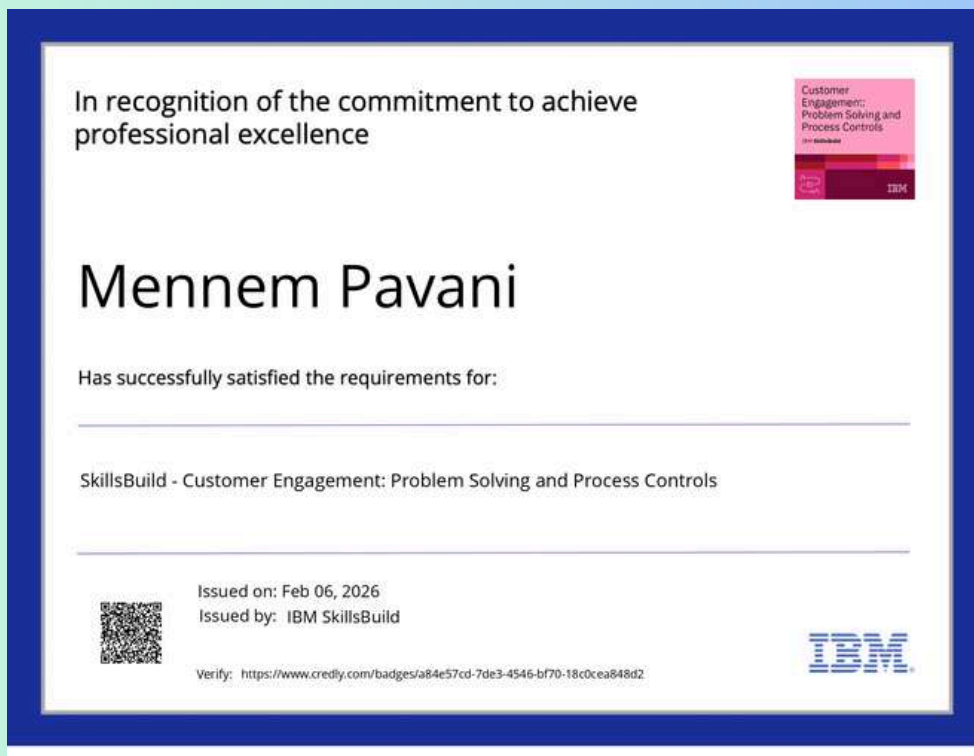 In recognition of the commitment to achieve
professional excellence
Customer
Engagement:
Problem Solving and
Process Controls
IBM SkillsBuild
IBM
Mennem Pavani
Has successfully satisfied the requirements for:
SkillsBuild - Customer Engagement: Problem Solving and Process Controls
Issued on: Feb 06, 2026
Issued by: IBM SkillsBuild
Verify: https://www.credly.com/badges/a84e57cd-7de3-4546-bf70-18c0cea848d2
IBM.